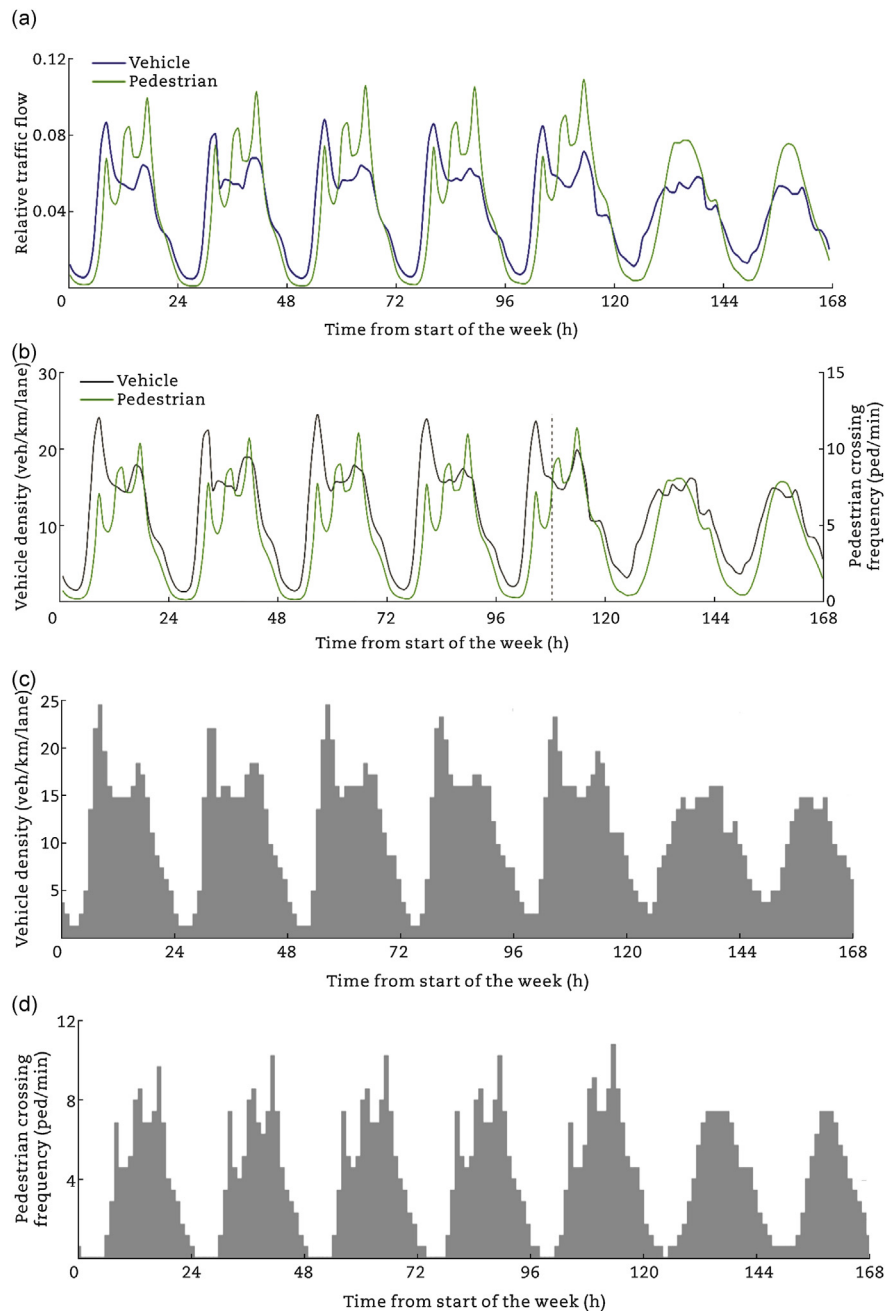 (a)
0.12
Vehicle
Pedestrian
0.08
0.04
Relative traffic flow
0 24 48 72 96 120 144 168
Time from start of the week (h)
(b)
30 15
Vehicle
Pedestrian
20 10
10 5
0
Vehicle density (veh/km/lane)
Pedestrian crossing
frequency (ped/min)
0 24 48 72 96 120 144 168
Time from start of the week (h)
(c)
25
20
15
10
5
Vehicle density (veh/km/lane)
0 24 48 72 96 120 144 168
Time from start of the week (h)
(d)
12
8
4
Pedestrian crossing
frequency (ped/min)
0 24 48 72 96 120 144 168
Time from start of the week (h)